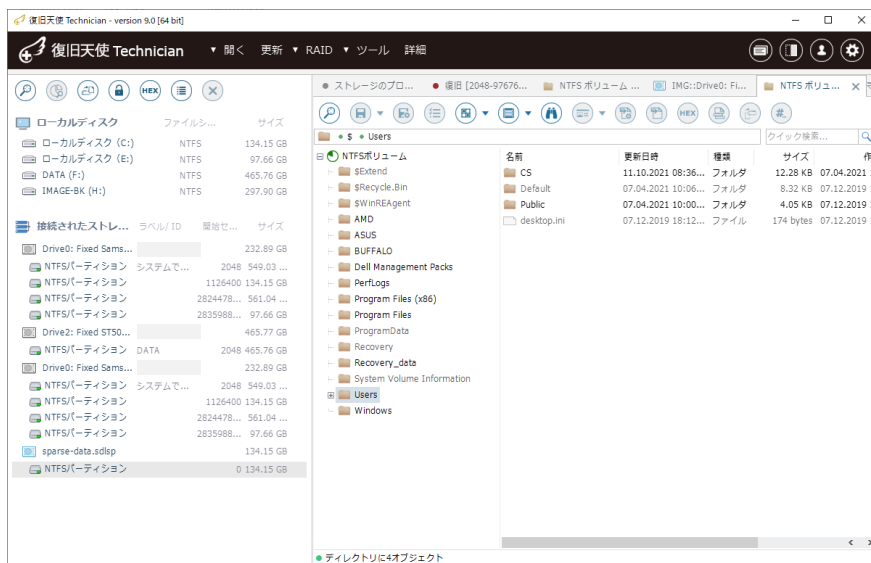 復旧天使 Technician - version 9.0 [64 bit]
復旧天使 Technician ▼ 開く 更新 ▼ RAID ▼ ツール 詳細
ストレージのプロ... 復旧 [2048-97676... NTFS ボリューム ... IMG::Drive0: Fi... NTFS ボリュ...
HEX
HEX
ローカルディスク ファイルシ... サイズ
ローカルディスク (C:) NTFS 134.15 GB
ローカルディスク (E:) NTFS 97.66 GB
DATA (F:) NTFS 465.76 GB
IMAGE-BK (H:) NTFS 297.90 GB
接続されたストレ... ラベル/ ID 開始セ... サイズ
Drive0: Fixed Sams... 232.89 GB
NTFSパーティション システムで... 2048 549.03 ...
NTFSパーティション 1126400 134.15 GB
NTFSパーティション 2824478... 561.04 ...
NTFSパーティション 2835988... 97.66 GB
Drive2: Fixed ST50... 465.77 GB
NTFSパーティション DATA 2048 465.76 GB
Drive0: Fixed Sams... 232.89 GB
NTFSパーティション システムで... 2048 549.03 ...
NTFSパーティション 1126400 134.15 GB
NTFSパーティション 2824478... 561.04 ...
NTFSパーティション 2835988... 97.66 GB
sparse-data.sdlsp 134.15 GB
NTFSパーティション 0 134.15 GB
$ Users
クイック検索...
NTFSボリューム
$Extend
$Recycle.Bin
$WinREAgent
AMD
ASUS
BUFFALO
Dell Management Packs
PerfLogs
Program Files (x86)
Program Files
ProgramData
Recovery
Recovery_data
System Volume Information
Users
Windows
名前 更新日時 種類 サイズ
CS 11.10.2021 08:36... フォルダ 12.28 KB 07.04.2021
Default 07.04.2021 10:06... フォルダ 8.32 KB 07.12.2019
Public 07.04.2021 10:00... フォルダ 4.05 KB 07.12.2019
desktop.ini 07.12.2019 18:12... ファイル 174 bytes 07.12.2019
ディレクトリに4オブジェクト